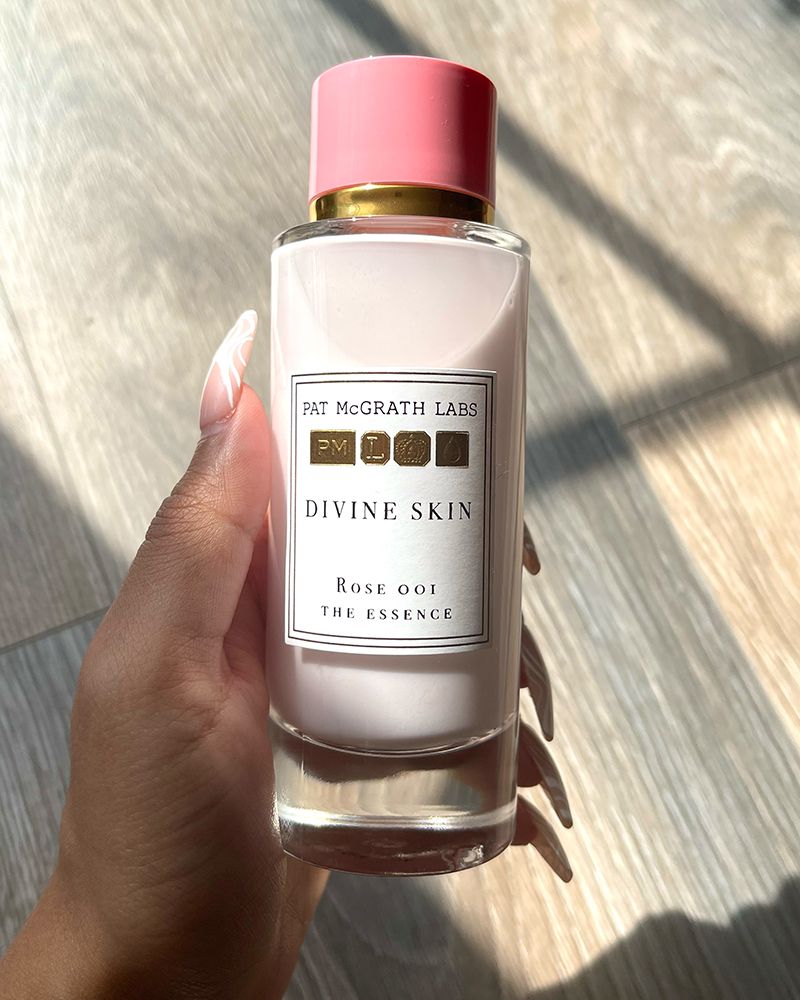 PAT McGRATH LABS
PM L
DIVINE SKIN
ROSE 001
THE ESSENCE